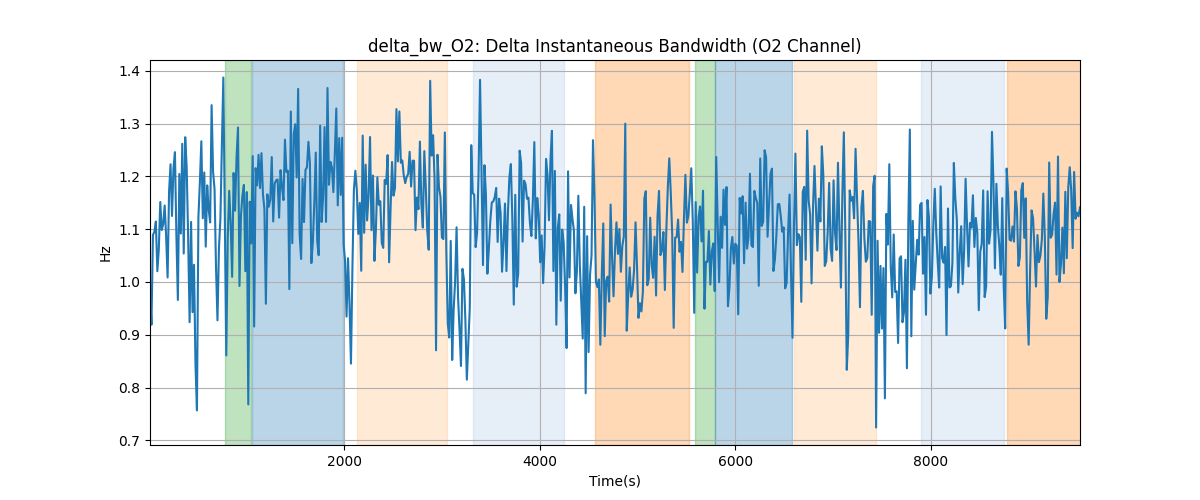 delta_bw_O2: Delta Instantaneous Bandwidth (O2 Channel)
1.4
1.3
1.2
1.1
1.0
0.9
0.8
0.7
Hz
2000 4000 6000 8000
Time(s)